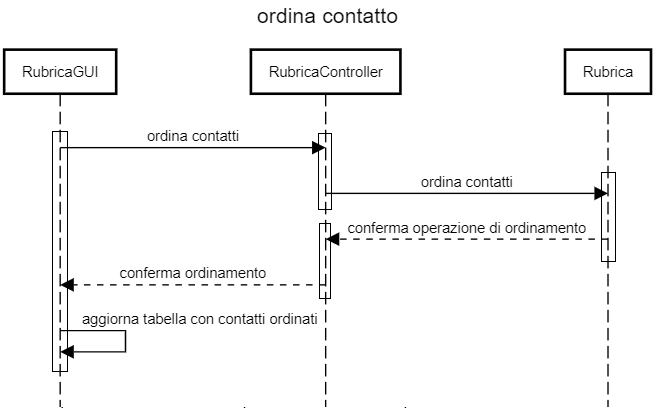 ordina contatto
RubricaGUI
RubricaController
Rubrica
ordina contatti
ordina contatti
conferma operazione di ordinamento
conferma ordinamento
aggiorna tabella con contatti ordinati